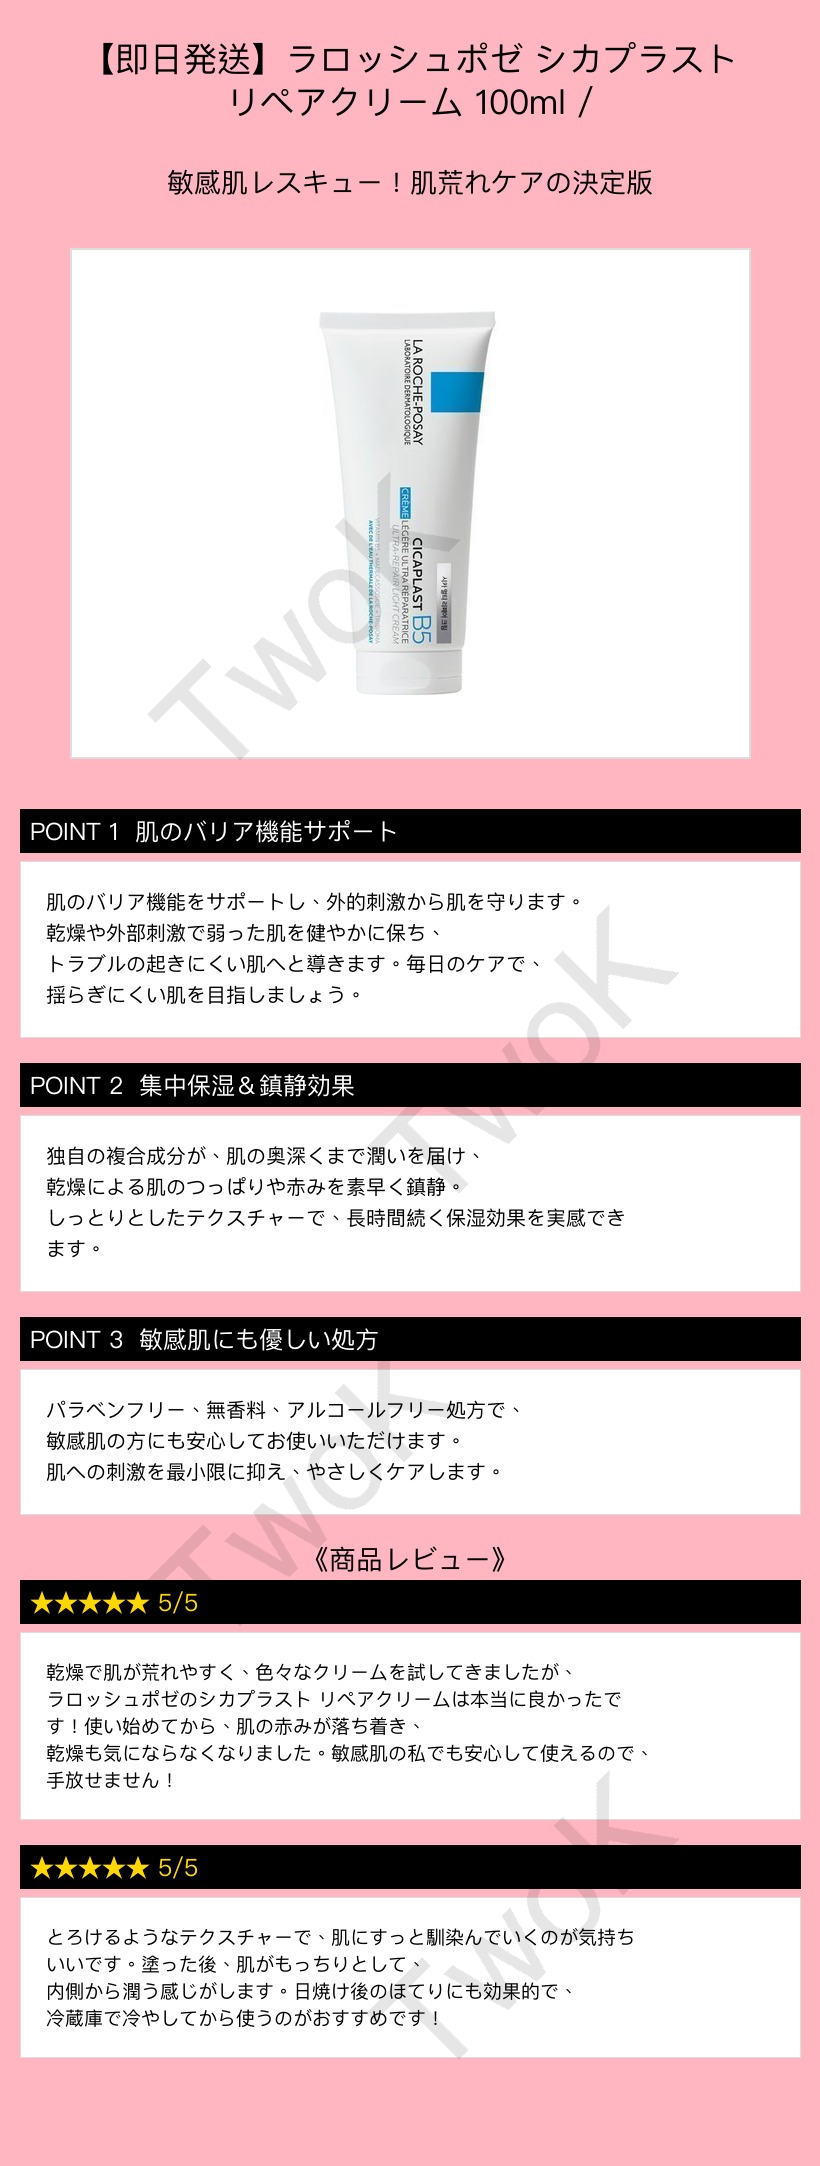 【即日発送】ラロッシュポゼ シカプラスト
リペアクリーム 100ml /
敏感肌レスキュー！肌荒れケアの決定版
LA ROCHE-POSAY
LABORATOIRE DERMATOLOGIQUE
CRÈME LÉGÈRE ULTRA RÉPARATRICE
ULTRA-REPAIR LIGHT CREAM
CICAPLAST B5
AVEC DE L'EAU THERMALE DE LA ROCHE-POSAY
시카 멀티 리페어 크림
TwoK
POINT 1 肌のバリア機能サポート
肌のバリア機能をサポートし、外的刺激から肌を守ります。
乾燥や外部刺激で弱った肌を健やかに保ち、
トラブルの起きにくい肌へと導きます。毎日のケアで、
揺らぎにくい肌を目指しましょう。
TwoK
POINT 2 集中保湿＆鎮静効果
独自の複合成分が、肌の奥深くまで潤いを届け、
乾燥による肌のつっぱりや赤みを素早く鎮静。
しっとりとしたテクスチャーで、長時間続く保湿効果を実感でき
ます。
POINT 3 敏感肌にも優しい処方
パラベンフリー、無香料、アルコールフリー処方で、
敏感肌の方にも安心してお使いいただけます。
肌への刺激を最小限に抑え、やさしくケアします。
TwoK
《商品レビュー》
★★★★★ 5/5
乾燥で肌が荒れやすく、色々なクリームを試してきましたが、
ラロッシュポゼのシカプラスト リペアクリームは本当に良かったで
す！使い始めてから、肌の赤みが落ち着き、
乾燥も気にならなくなりました。敏感肌の私でも安心して使えるので、
手放せません！
★★★★★ 5/5
とろけるようなテクスチャーで、肌にすっと馴染んでいくのが気持ち
いいです。塗った後、肌がもっちりとして、
内側から潤う感じがします。日焼け後のほてりにも効果的で、
冷蔵庫で冷やしてから使うのがおすすめです！
TwoK